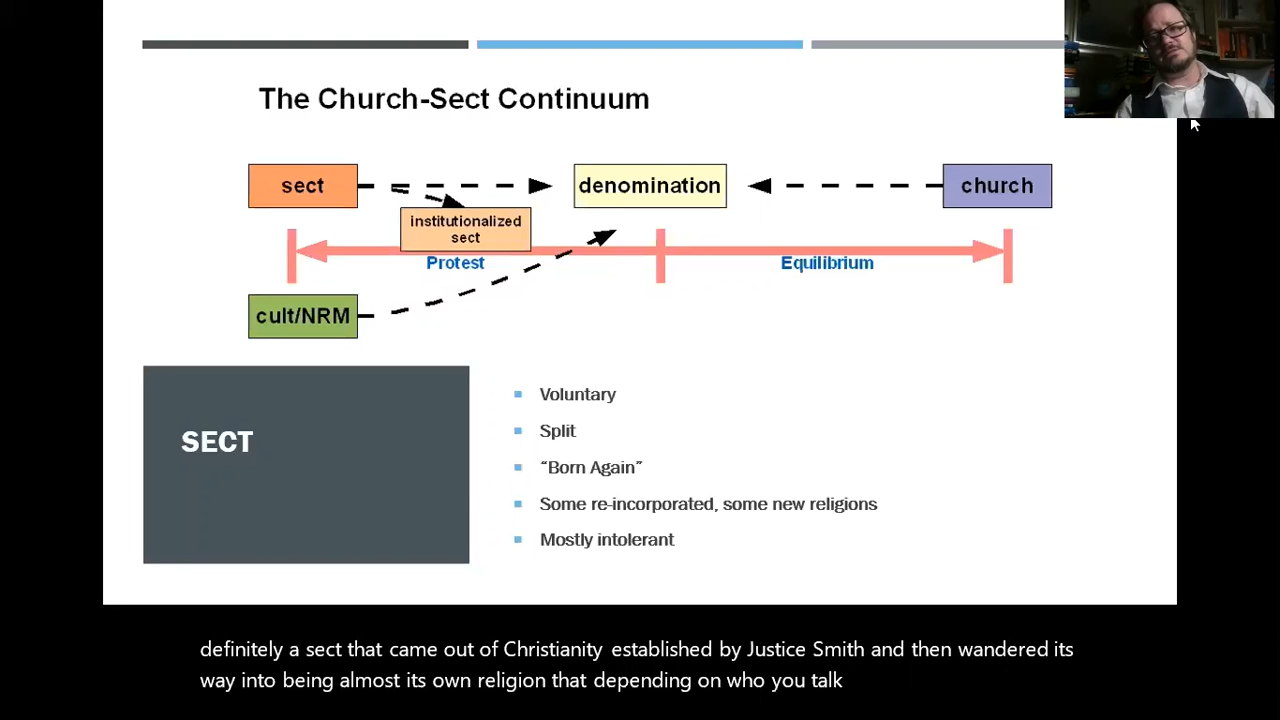 The Church-Sect Continuum
sect
denomination
church
institutionalized
sect
Protest
Equilibrium
cult/NRM
SECT
Voluntary
Split
“Born Again”
Some re-incorporated, some new religions
Mostly intolerant
definitely a sect that came out of Christianity established by Justice Smith and then wandered its
way into being almost its own religion that depending on who you talk